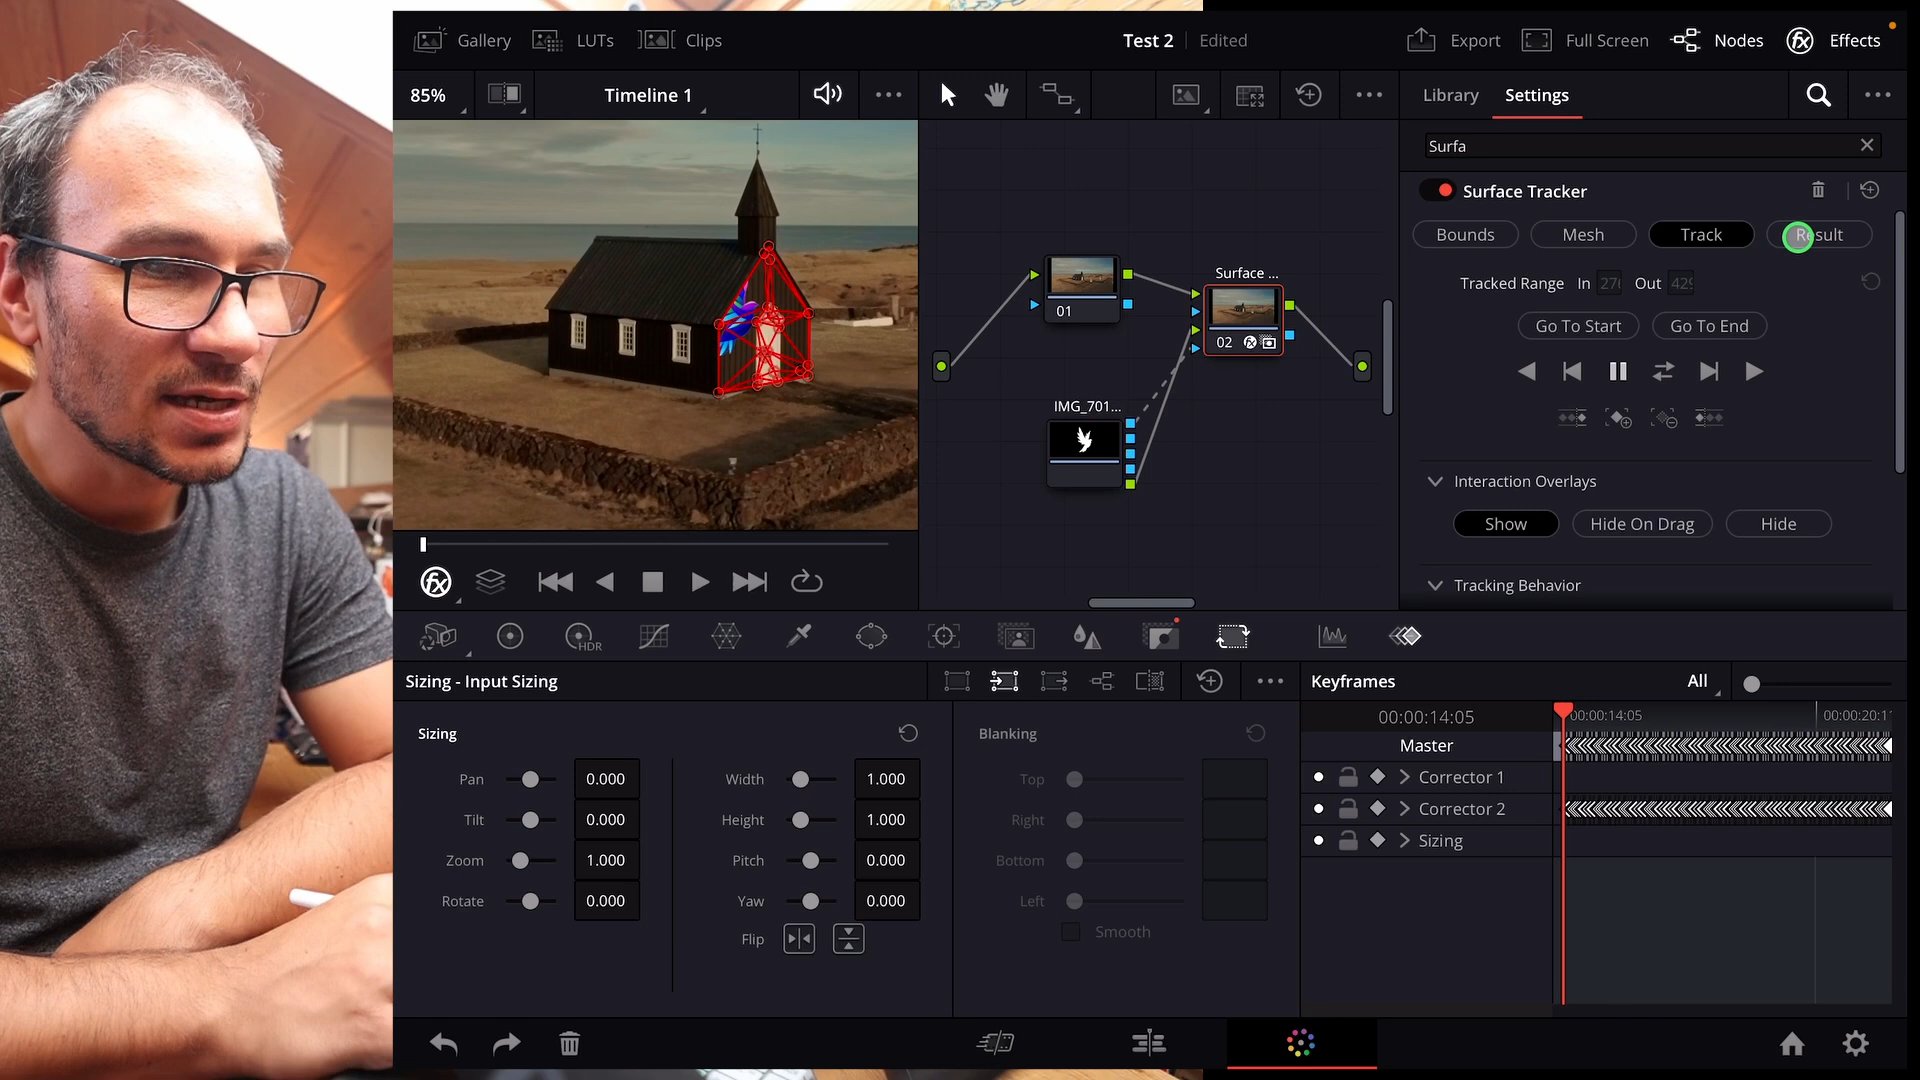 Gallery LUTs Clips Test 2 Edited Export Full Screen Nodes Effects
85% Timeline 1 Library Settings
Surfa
Surface Tracker
Bounds Mesh Track Result
Tracked Range In Out
Go To Start Go To End
Interaction Overlays
Show Hide On Drag Hide
Tracking Behavior
01
Surface ...
02
IMG_701...
HDR
Sizing - Input Sizing
Keyframes All
Sizing
Blanking
Pan 0.000
Tilt 0.000
Zoom 1.000
Rotate 0.000
Width 1.000
Height 1.000
Pitch 0.000
Yaw 0.000
Flip
Top
Right
Bottom
Left
Smooth
00:00:14:05 00:00:14:05
Master
Corrector 1
Corrector 2
Sizing